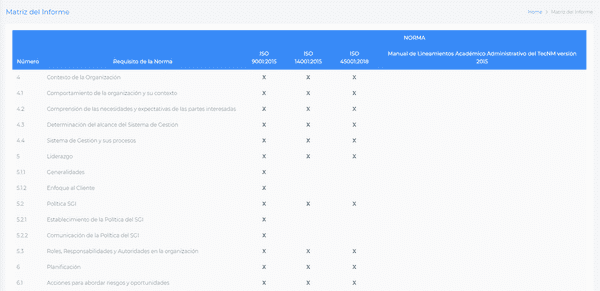 Matriz del Informe
Home | Matriz del Informe
NORMA
Número Requisito de la Norma ISO 9001:2015 ISO 14001:2015 ISO 45001:2018 Manual de Lineamientos Académico Administrativo del TecNM versión 2015
4 Contexto de la Organización X X X
4.1 Comportamiento de la organización y su contexto X X X
4.2 Comprensión de las necesidades y expectativas de las partes interesadas X X X
4.3 Determinación del alcance del Sistema de Gestión X X X
4.4 Sistema de Gestión y sus procesos X X X
5 Liderazgo X X X
5.1.1 Generalidades X
5.1.2 Enfoque al Cliente X
5.2 Política SGI X X X
5.2.1 Establecimiento de la Política del SGI X
5.2.2 Comunicación de la Política del SGI X
5.3 Roles, Responsabilidades y Autoridades en la organización X X X
6 Planificación X X X
6.1 Acciones para abordar riesgos y oportunidades X X X